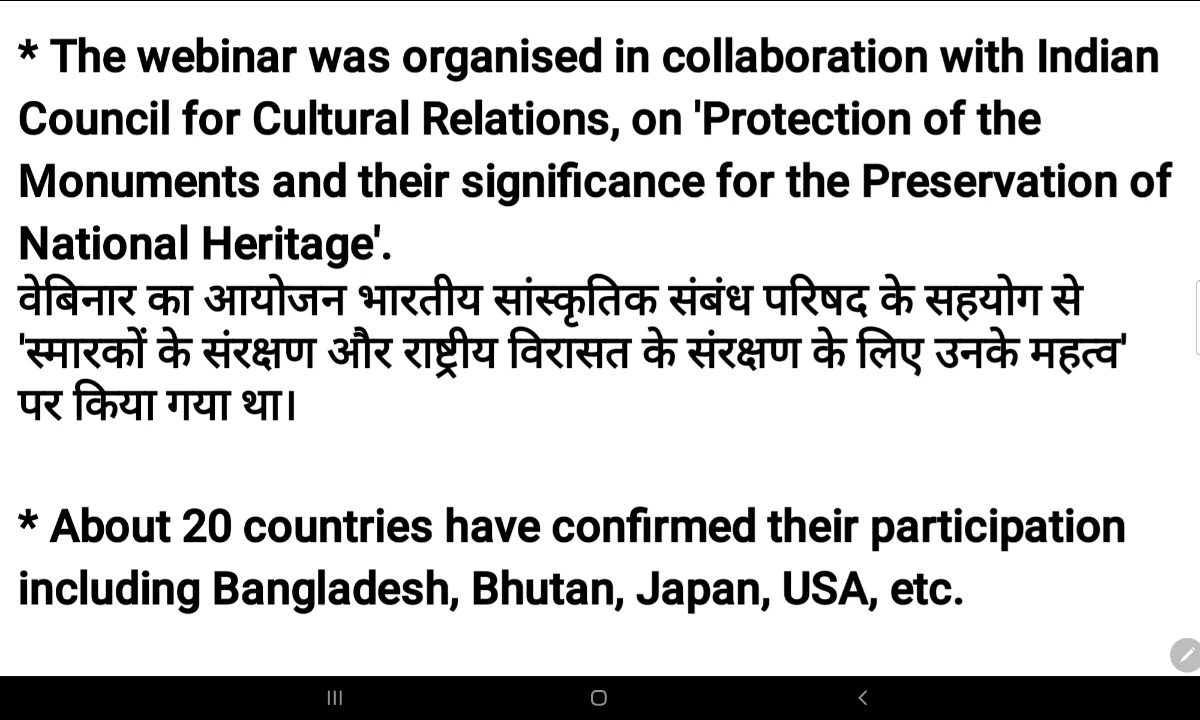 * The webinar was organised in collaboration with Indian
Council for Cultural Relations, on 'Protection of the
Monuments and their significance for the Preservation of
National Heritage'.
वेबिनार का आयोजन भारतीय सांस्कृतिक संबंध परिषद के सहयोग से
'स्मारकों के संरक्षण और राष्ट्रीय विरासत के संरक्षण के लिए उनके महत्व'
पर किया गया था।
* About 20 countries have confirmed their participation
including Bangladesh, Bhutan, Japan, USA, etc.